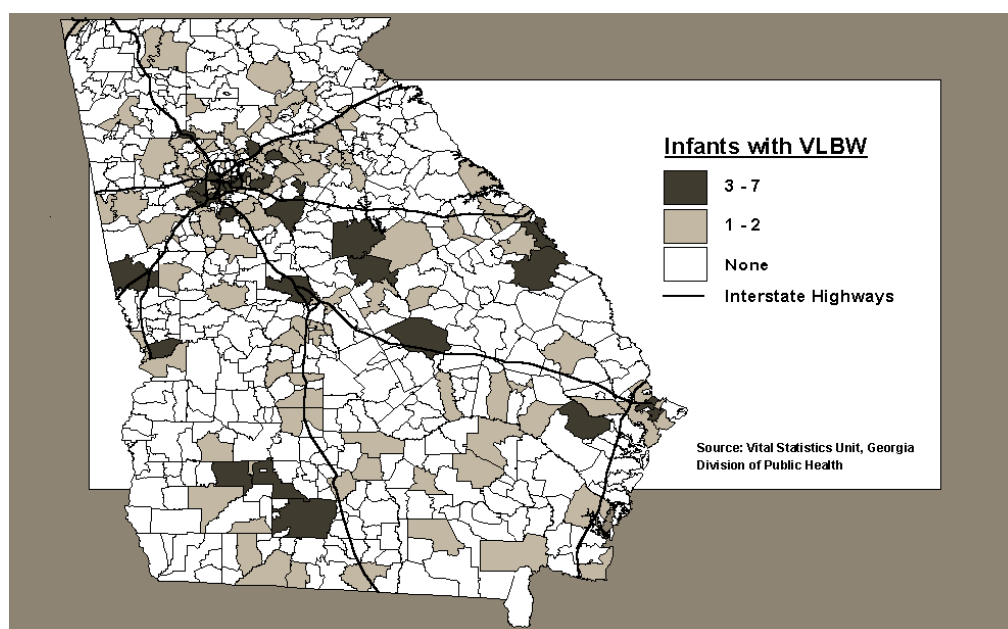 Infants with VLBW
3 - 7
1 - 2
None
Interstate Highways
Source: Vital Statistics Unit, Georgia
Division of Public Health